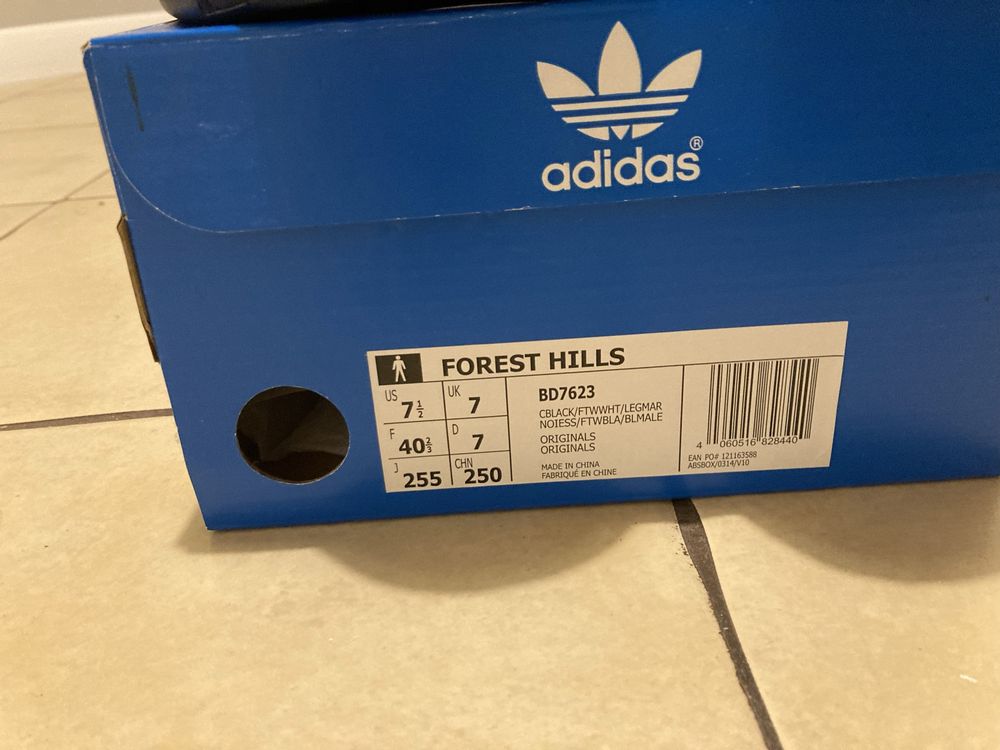 adidas®
FOREST HILLS
US 7½
UK 7
F 40⅔
D 7
J 255
CHN 250
BD7623
CBLACK/FTWWHT/LEGMAR
NOIESS/FTWBLA/BLMALE
ORIGINALS
ORIGINALS
MADE IN CHINA
FABRIQUÉ EN CHINE
4 060516 828440
EAN PO# 121163588
ABSBOX/0314/V10